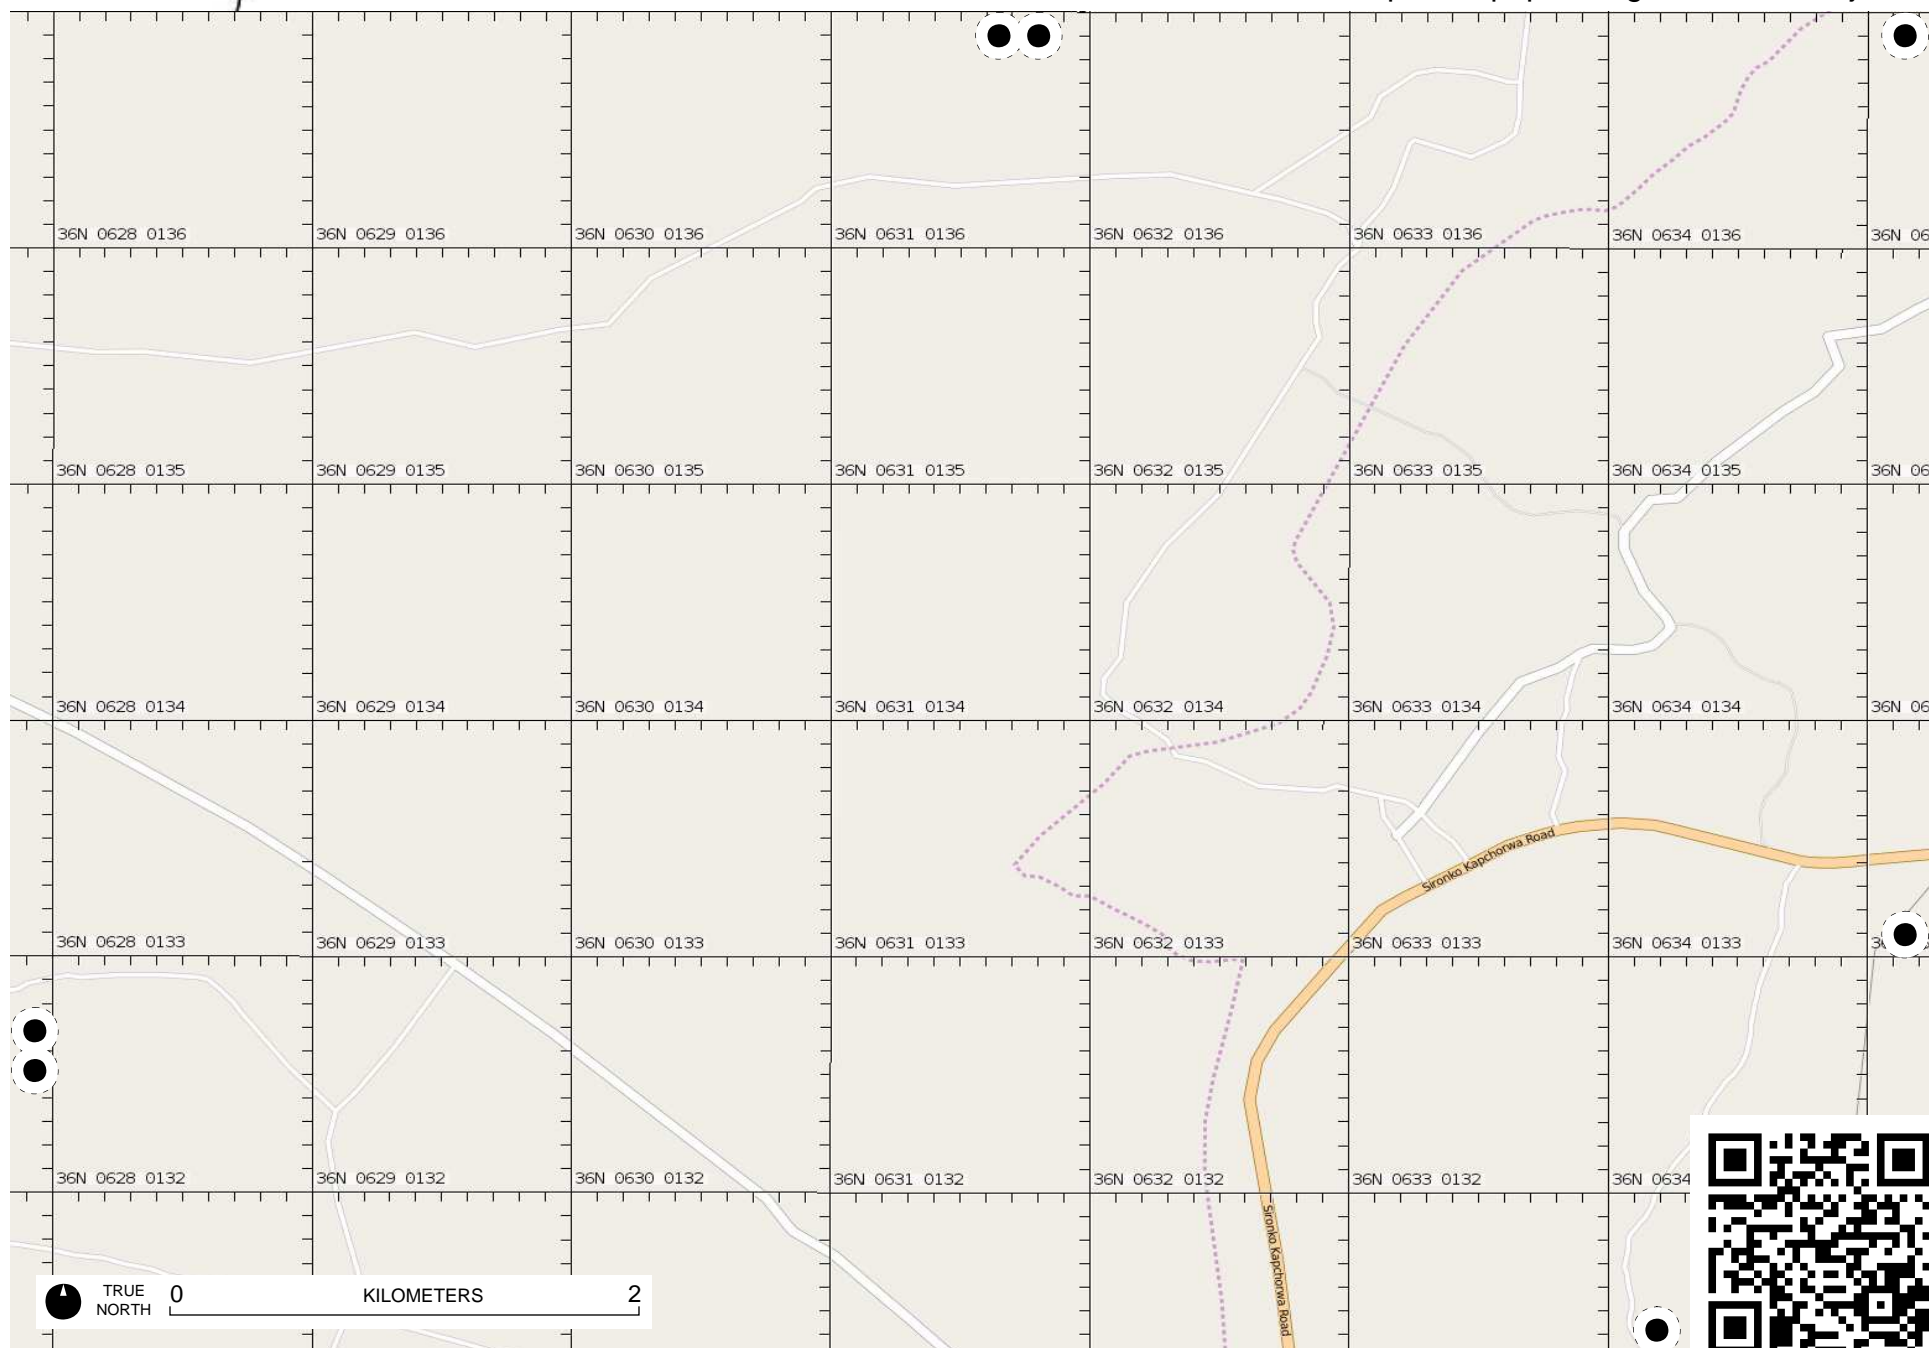 36N 0628 0136 36N 0629 0136 36N 0630 0136 36N 0631 0136 36N 0632 0136 36N 0633 0136 36N 0634 0136 36N
36N 0628 0135 36N 0629 0135 36N 0630 0135 36N 0631 0135 36N 0632 0135 36N 0633 0135 36N 0634 0135 36N
36N 0628 0134 36N 0629 0134 36N 0630 0134 36N 0631 0134 36N 0632 0134 36N 0633 0134 36N 0634 0134 36N
Sironko Kapchorwa Road
36N 0628 0133 36N 0629 0133 36N 0630 0133 36N 0631 0133 36N 0632 0133 36N 0633 0133 36N 0634 0133
36N 0628 0132 36N 0629 0132 36N 0630 0132 36N 0631 0132 36N 0632 0132 36N 0633 0132 36N 0634
Sironko Kapchorwa Road
TRUE NORTH 0 KILOMETERS 2